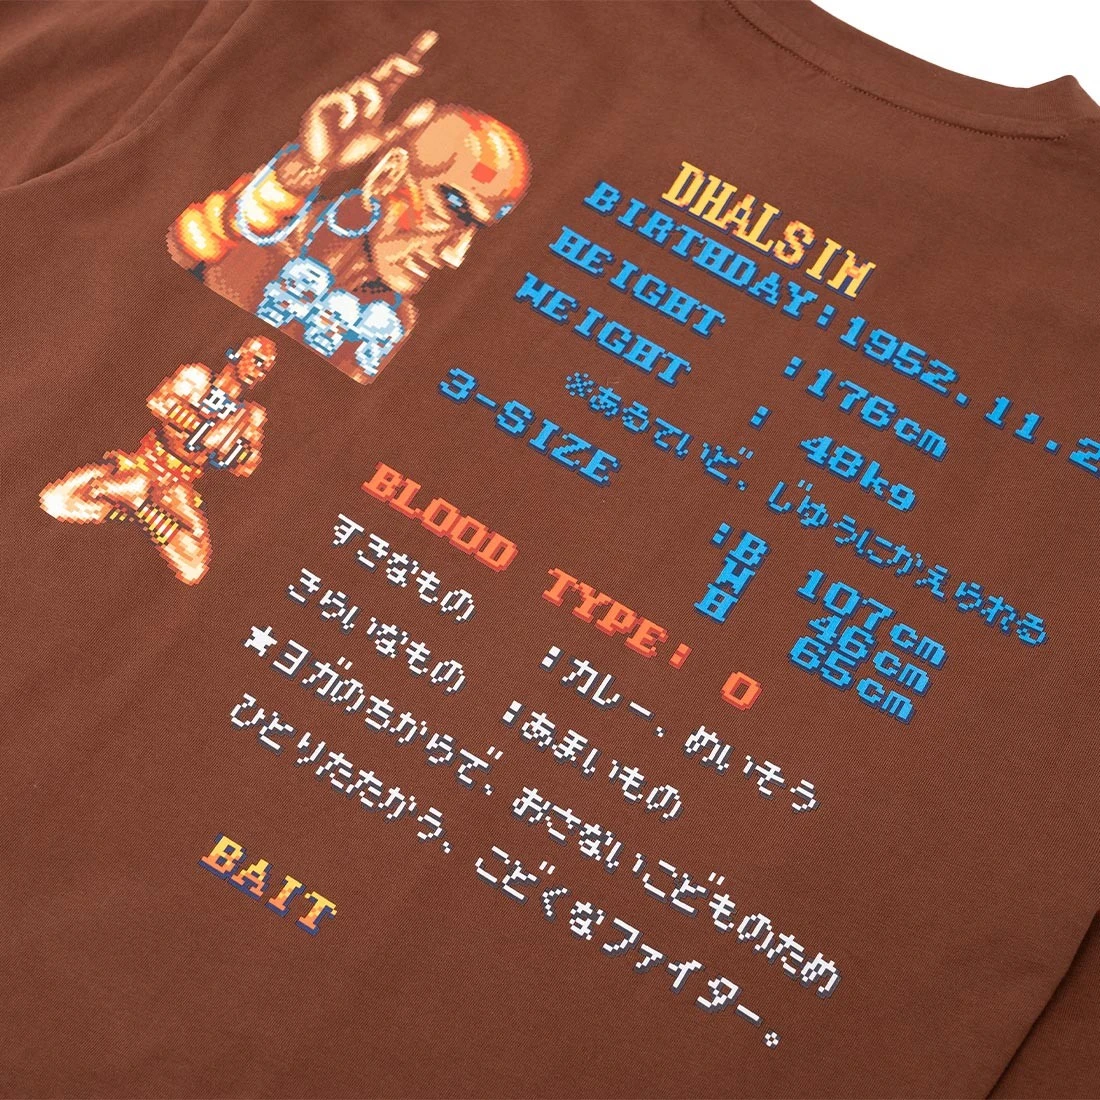 DHALSIM
BIRTHDAY:1952.11.2
HEIGHT :176cm
WEIGHT : 48kg
※あるていど、じゆうにかえられる
3-SIZE :B 107cm
W 46cm
H 65cm
BLOOD TYPE: O
すきなもの :カレー、めいそう
きらいなもの :あまいもの
★ヨガのちからで、おさないこどものため
ひとりたたかう、こどくなファイター。
BAIT